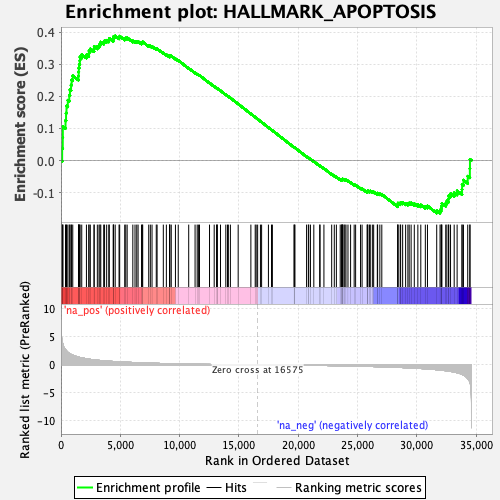 Enrichment plot: HALLMARK_APOPTOSIS
Enrichment score (ES)
0.4
0.3
0.2
0.1
0.0
-0.1
'na_pos' (positively correlated)
Ranked list metric (PreRanked)
10
5
0
-5
-10
Zero cross at 16575
'na_neg' (negatively correlated)
0
5,000
10,000
15,000
20,000
25,000
30,000
35,000
Rank in Ordered Dataset
Enrichment profile
Hits
Ranking metric scores